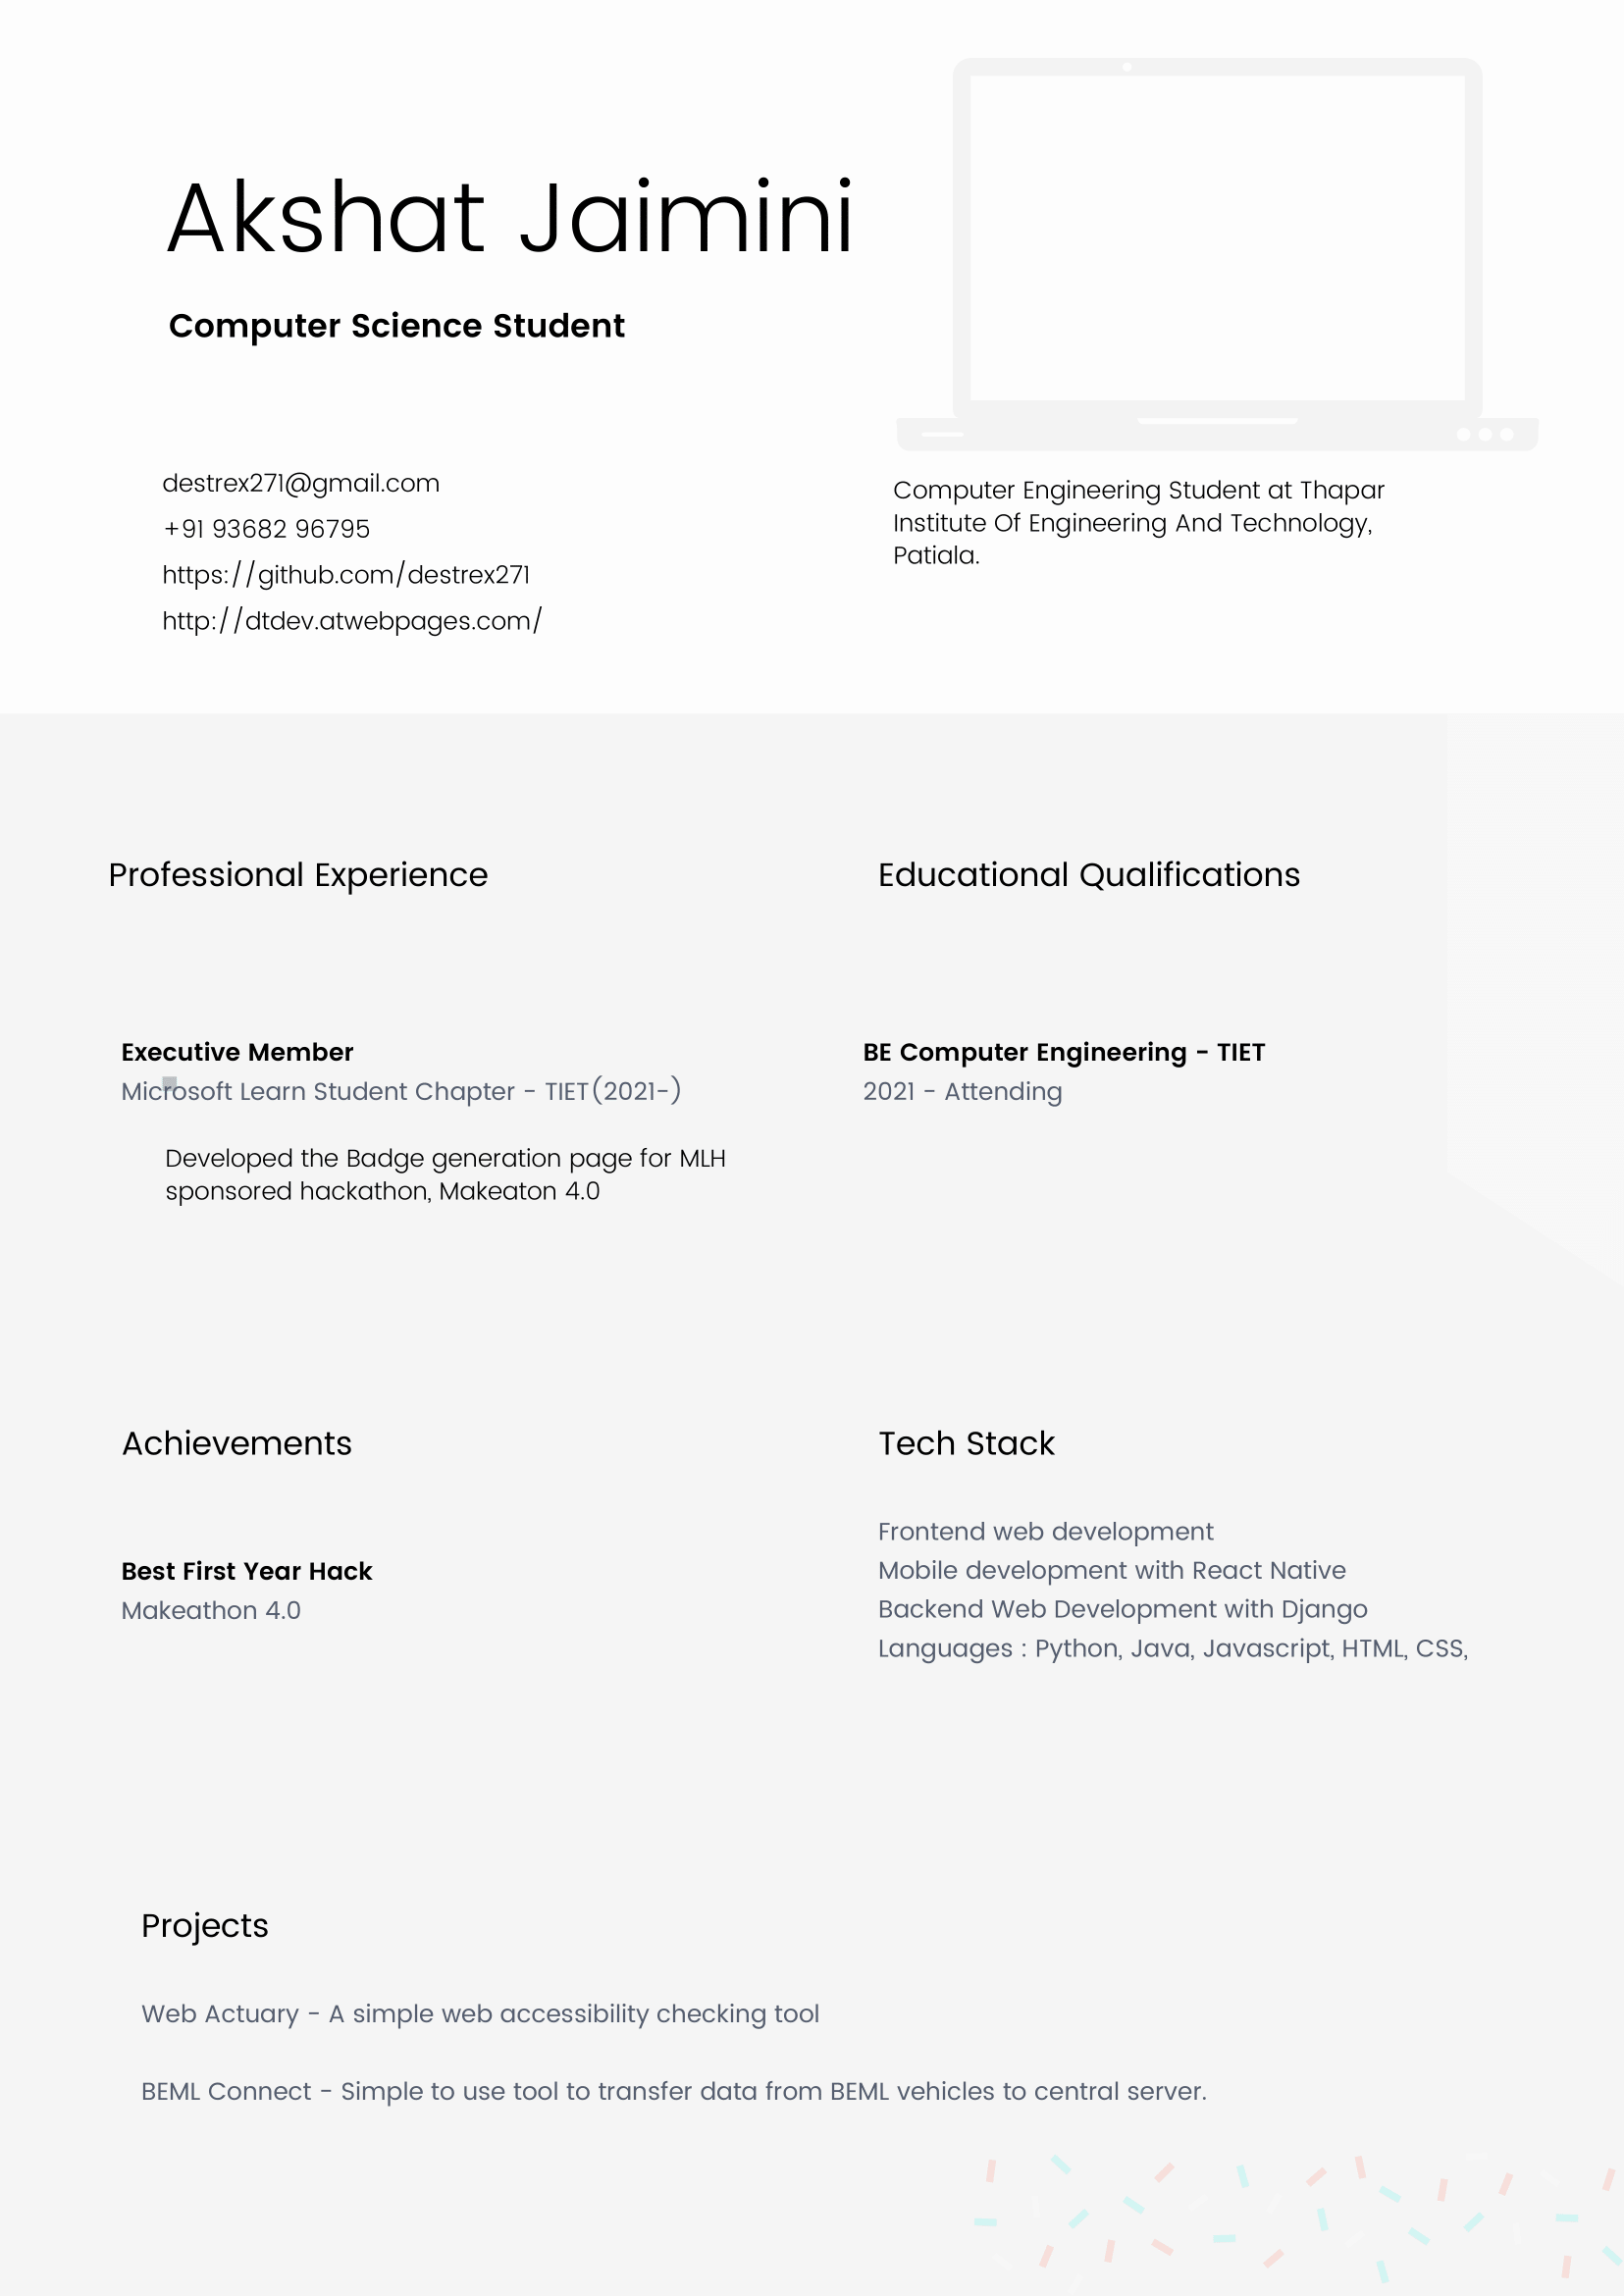 Akshat Jaimini
Computer Science Student
destrex271@gmail.com
+91 93682 96795
https://github.com/destrex271
http://dtdev.atwebpages.com/
Computer Engineering Student at Thapar
Institute Of Engineering And Technology,
Patiala.
Professional Experience
Executive Member
Microsoft Learn Student Chapter - TIET(2021-)
Developed the Badge generation page for MLH
sponsored hackathon, Makeaton 4.0
Educational Qualifications
BE Computer Engineering - TIET
2021 - Attending
Achievements
Best First Year Hack
Makeathon 4.0
Tech Stack
Frontend web development
Mobile development with React Native
Backend Web Development with Django
Languages : Python, Java, Javascript, HTML, CSS,
Projects
Web Actuary - A simple web accessibility checking tool
BEML Connect - Simple to use tool to transfer data from BEML vehicles to central server.